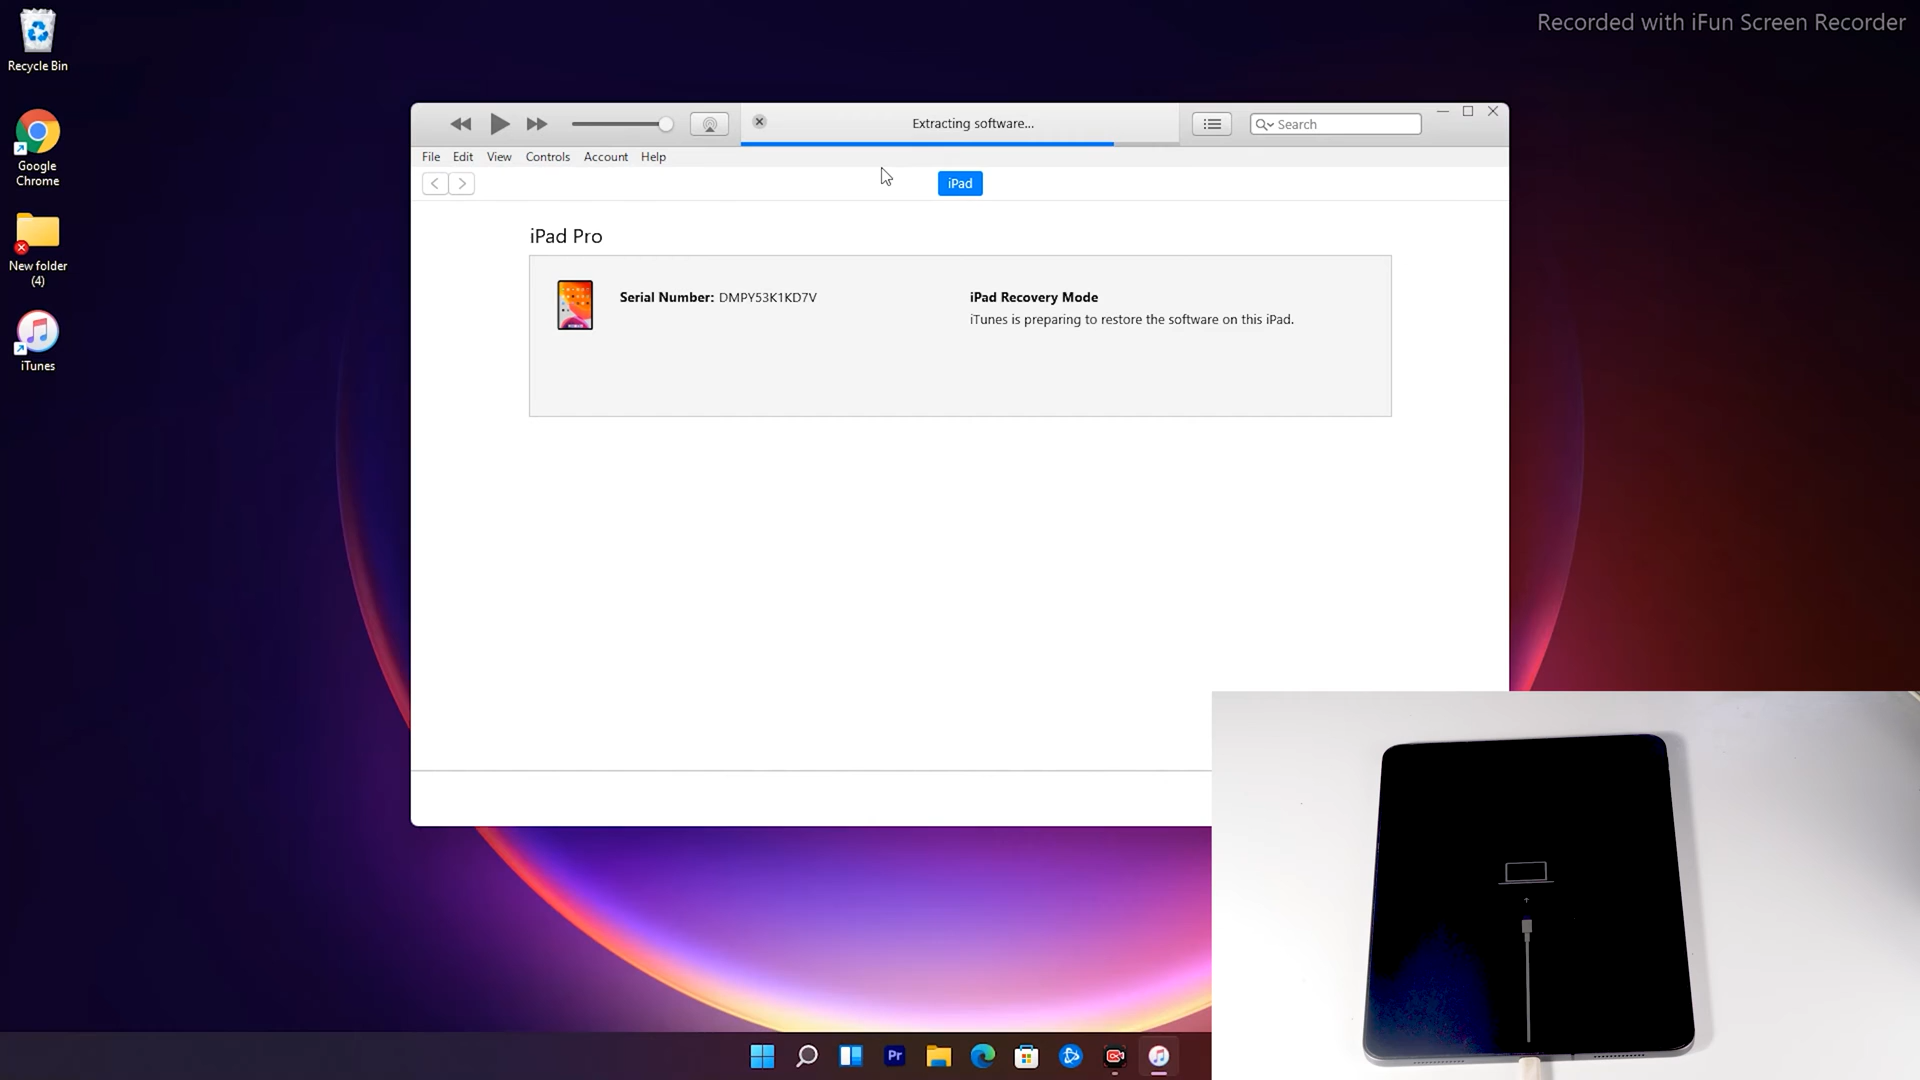 Recorded with iFun Screen Recorder
Recycle Bin
Google
Chrome
New folder
(4)
iTunes
Extracting software...
Search
File Edit View Controls Account Help
iPad
iPad Pro
Serial Number: DMPY53K1KD7V
iPad Recovery Mode
iTunes is preparing to restore the software on this iPad.
Pr